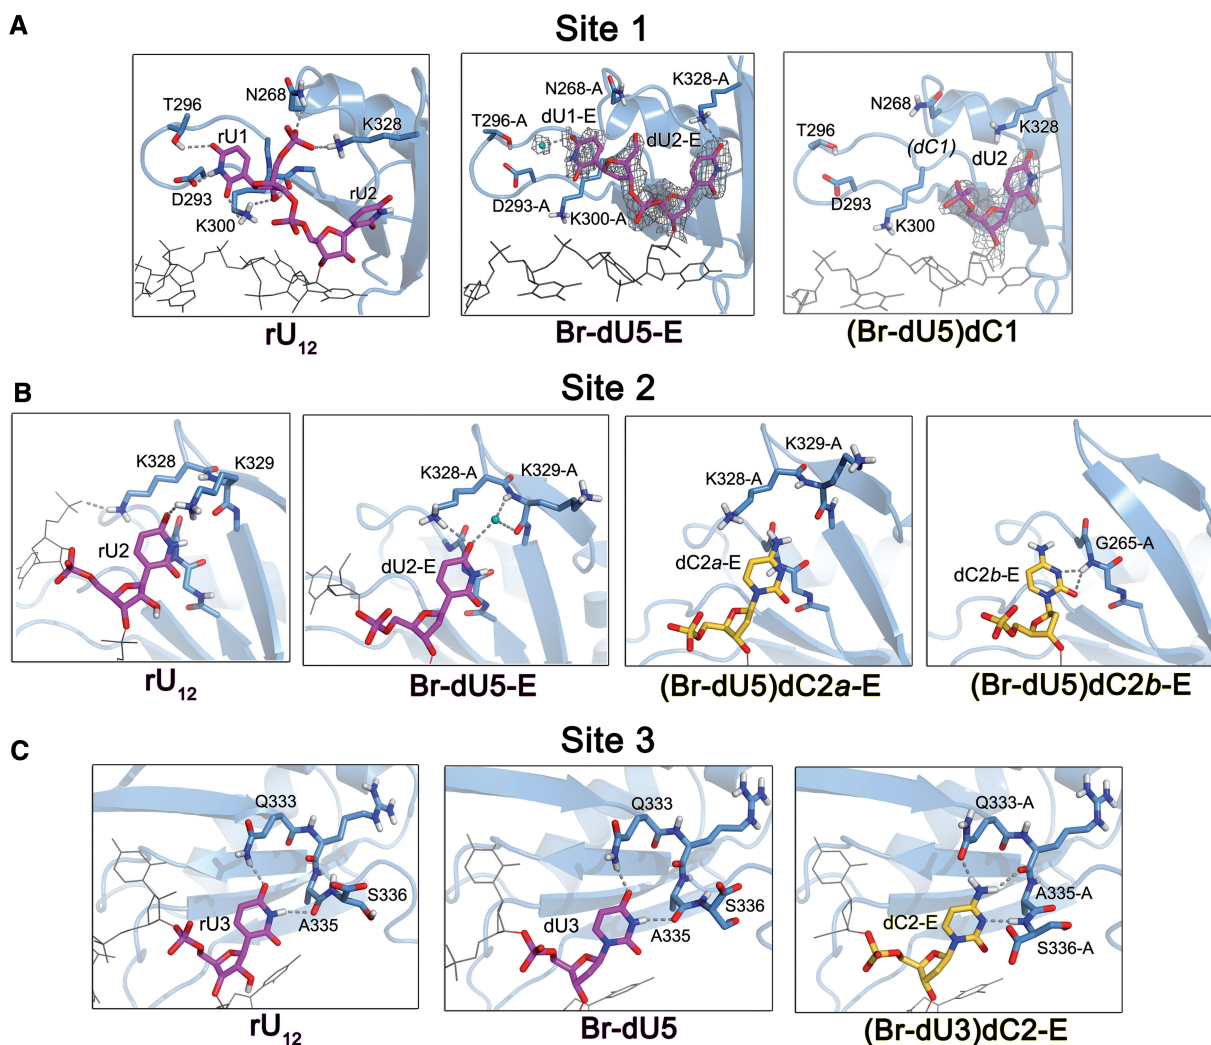 A
Site 1
N268
T296
rU1
K328
rU2
D293
K300
rU12
N268-A
K328-A
T296-A
dU1-E
dU2-E
D293-A
K300-A
Br-dU5-E
N268
K328
T296
(dC1)
dU2
D293
K300
(Br-dU5)dC1
B
Site 2
K328
K329
rU2
rU12
K328-A
K329-A
dU2-E
Br-dU5-E
K329-A
K328-A
dC2a-E
(Br-dU5)dC2a-E
G265-A
dC2b-E
(Br-dU5)dC2b-E
C
Site 3
Q333
S336
rU3
A335
rU12
Q333
S336
dU3
A335
Br-dU5
Q333-A
A335-A
dC2-E
S336-A
(Br-dU3)dC2-E